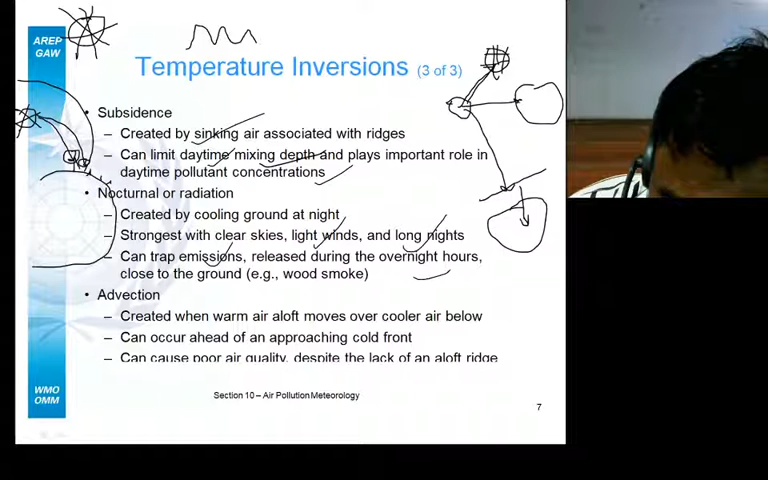 AREP
GAW
Temperature Inversions (3 of 3)
• Subsidence
– Created by sinking air associated with ridges
– Can limit daytime mixing depth and plays important role in
daytime pollutant concentrations
• Nocturnal or radiation
– Created by cooling ground at night
– Strongest with clear skies, light winds, and long nights
– Can trap emissions, released during the overnight hours,
close to the ground (e.g., wood smoke)
• Advection
– Created when warm air aloft moves over cooler air below
– Can occur ahead of an approaching cold front
– Can cause poor air quality, despite the lack of an aloft ridge
WMO
OMM
Section 10 – Air Pollution Meteorology
7